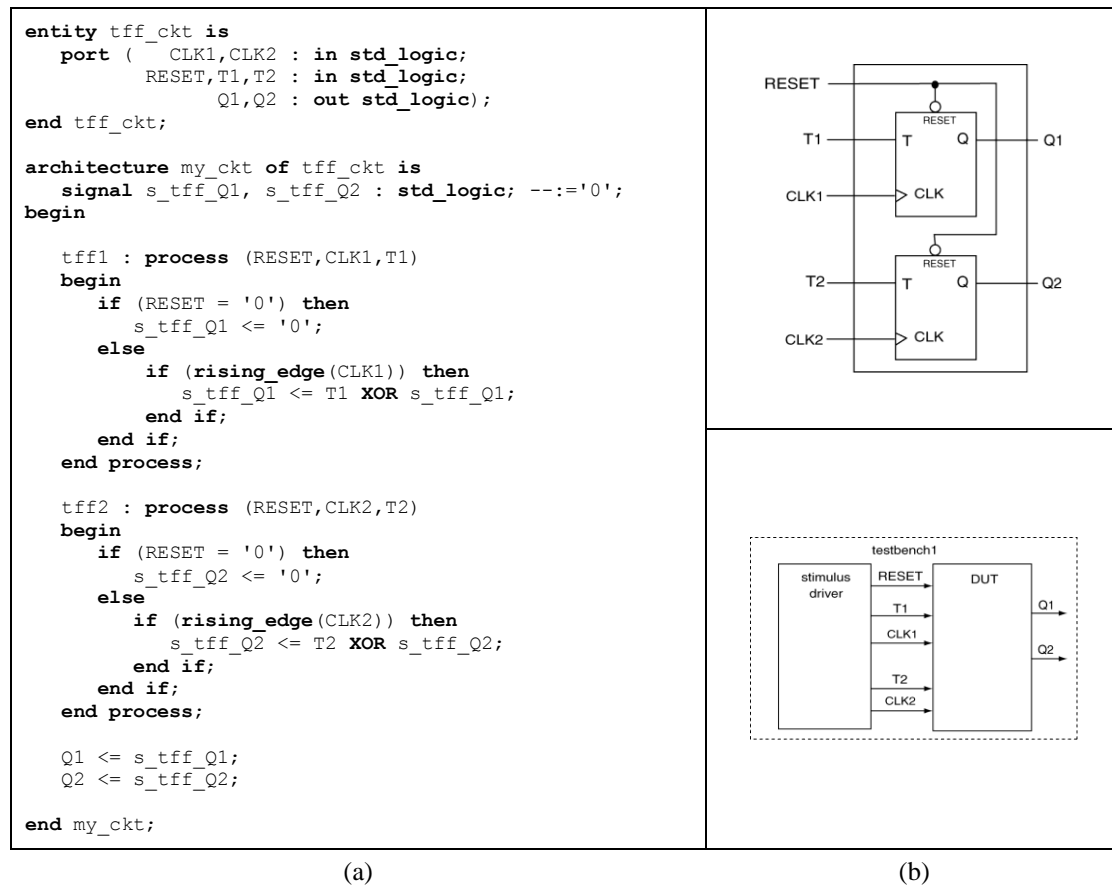 entity tff_ckt is
port ( CLK1,CLK2 : in std_logic;
RESET,T1,T2 : in std_logic;
Q1,Q2 : out std_logic);
end tff_ckt;
architecture my_ckt of tff_ckt is
signal s_tff_Q1, s_tff_Q2 : std_logic; --:='0';
begin
tff1 : process (RESET,CLK1,T1)
begin
if (RESET = '0') then
s_tff_Q1 <= '0';
else
if (rising_edge(CLK1)) then
s_tff_Q1 <= T1 XOR s_tff_Q1;
end if;
end if;
end process;
tff2 : process (RESET,CLK2,T2)
begin
if (RESET = '0') then
s_tff_Q2 <= '0';
else
if (rising_edge(CLK2)) then
s_tff_Q2 <= T2 XOR s_tff_Q2;
end if;
end if;
end process;
Q1 <= s_tff_Q1;
Q2 <= s_tff_Q2;
end my_ckt;
(a)
RESET
RESET
T1
T
Q
Q1
CLK1
CLK
RESET
T2
T
Q
Q2
CLK2
CLK
testbench1
stimulus
driver
RESET
DUT
T1
Q1
CLK1
Q2
T2
CLK2
(b)